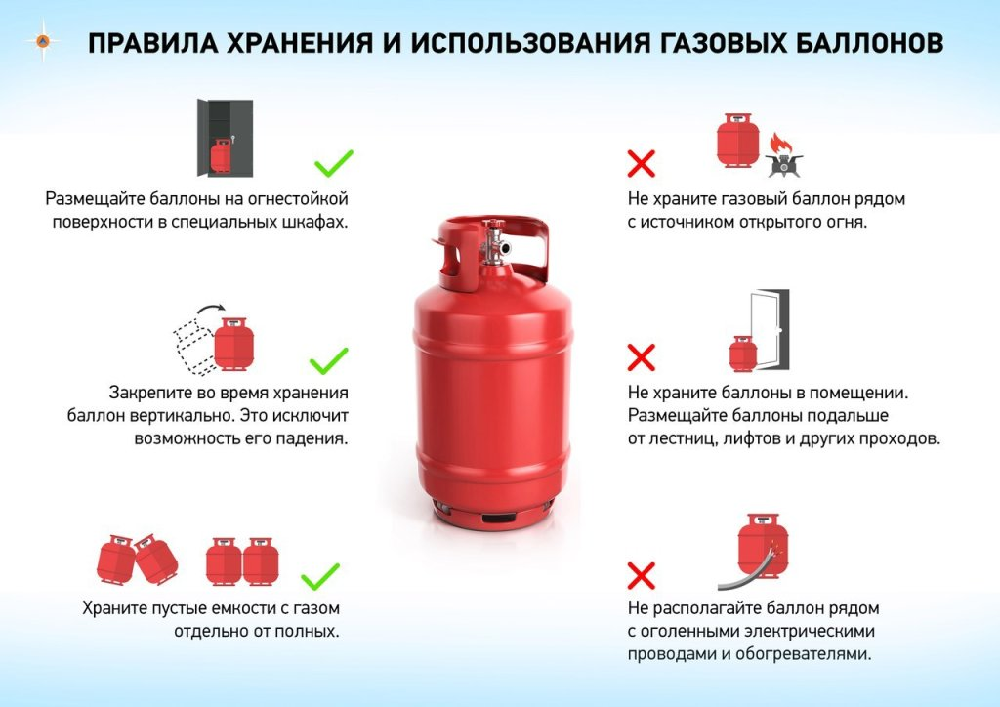 ПРАВИЛА ХРАНЕНИЯ И ИСПОЛЬЗОВАНИЯ ГАЗОВЫХ БАЛЛОНОВ
Размещайте баллоны на огнестойкой
поверхности в специальных шкафах.
Не храните газовый баллон рядом
с источником открытого огня.
Закрепите во время хранения
баллон вертикально. Это исключит
возможность его падения.
Не храните баллоны в помещении.
Размещайте баллоны подальше
от лестниц, лифтов и других проходов.
Храните пустые емкости с газом
отдельно от полных.
Не располагайте баллон рядом
с оголенными электрическими
проводами и обогревателями.